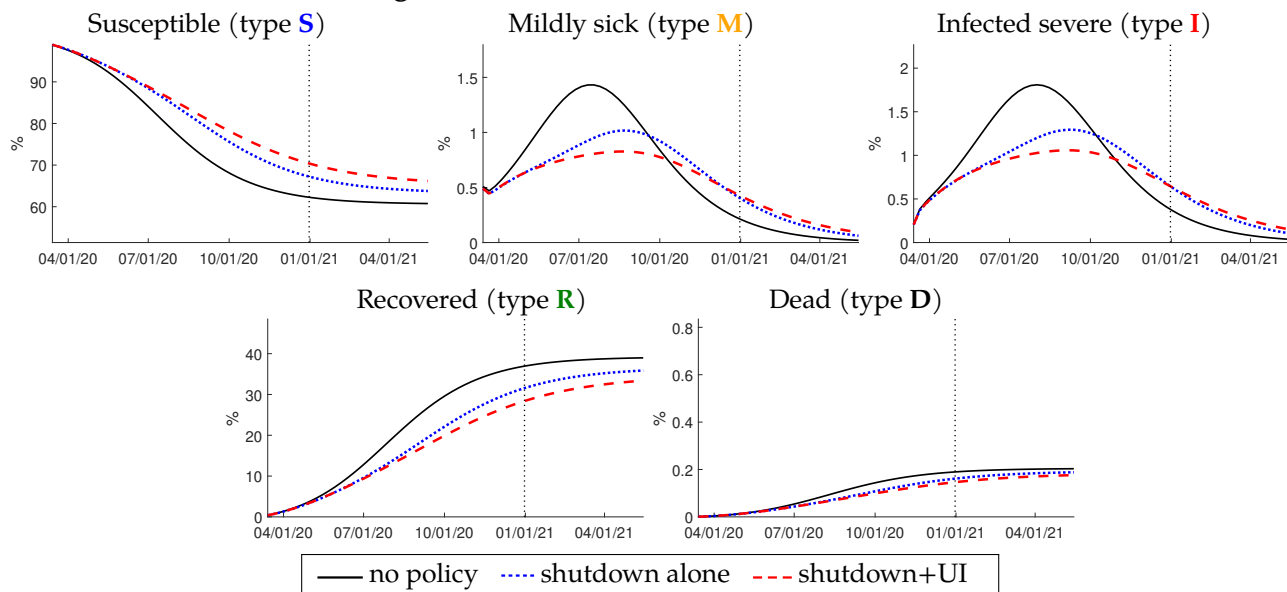 Susceptible (type S)
Mildly sick (type M)
Infected severe (type I)
%
90
80
70
60
04/01/20 07/01/20 10/01/20 01/01/21 04/01/21
%
1.5
1
0.5
0
04/01/20 07/01/20 10/01/20 01/01/21 04/01/21
%
2
1.5
1
0.5
0
04/01/20 07/01/20 10/01/20 01/01/21 04/01/21
Recovered (type R)
Dead (type D)
%
40
30
20
10
0
04/01/20 07/01/20 10/01/20 01/01/21 04/01/21
%
0.8
0.6
0.4
0.2
0
04/01/20 07/01/20 10/01/20 01/01/21 04/01/21
no policy shutdown alone shutdown+UI